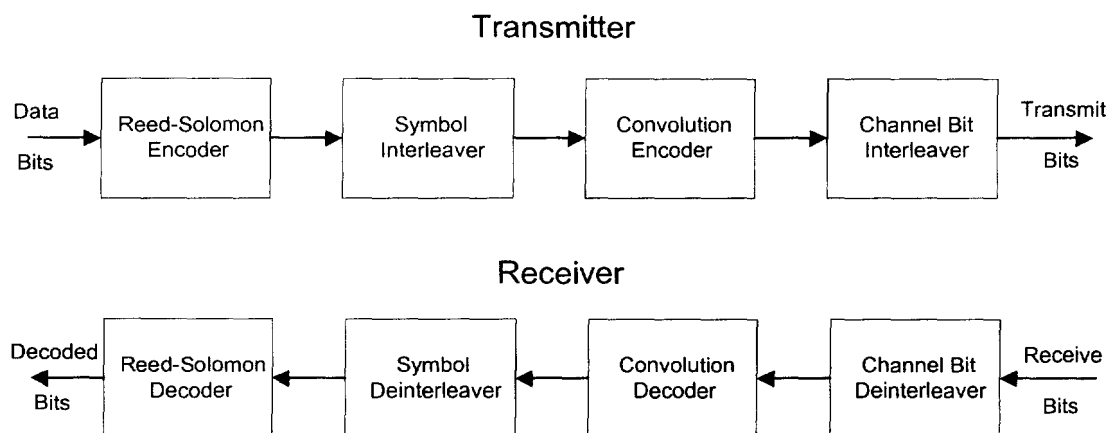 Transmitter
Data
Bits
Reed-Solomon
Encoder
Symbol
Interleaver
Convolution
Encoder
Channel Bit
Interleaver
Transmit
Bits
Receiver
Decoded
Bits
Reed-Solomon
Decoder
Symbol
Deinterleaver
Convolution
Decoder
Channel Bit
Deinterleaver
Receive
Bits